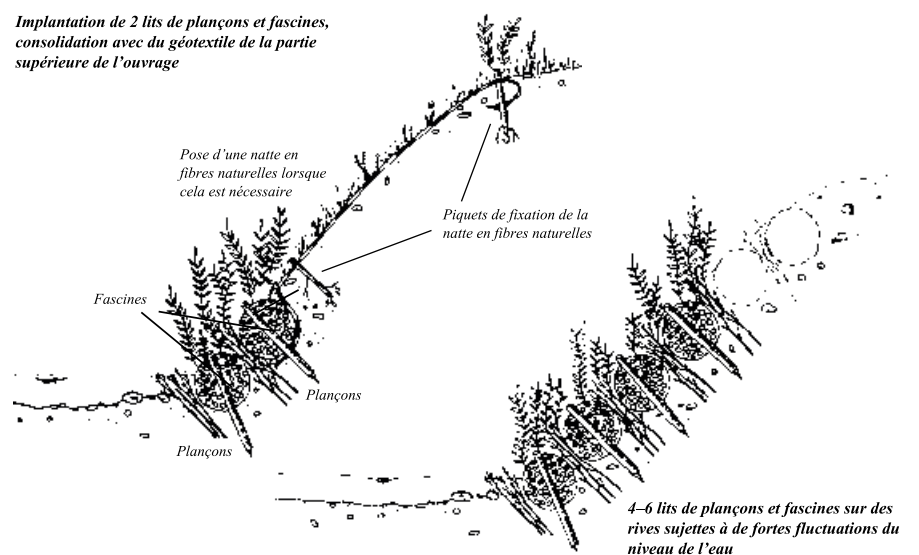 Implantation de 2 lits de plançons et fascines,
consolidation avec du géotextile de la partie
supérieure de l’ouvrage
Pose d’une natte en
fibres naturelles lorsque
cela est nécessaire
Piquets de fixation de la
natte en fibres naturelles
Fascines
Plançons
Plançons
4–6 lits de plançons et fascines sur des
rives sujettes à de fortes fluctuations du
niveau de l’eau